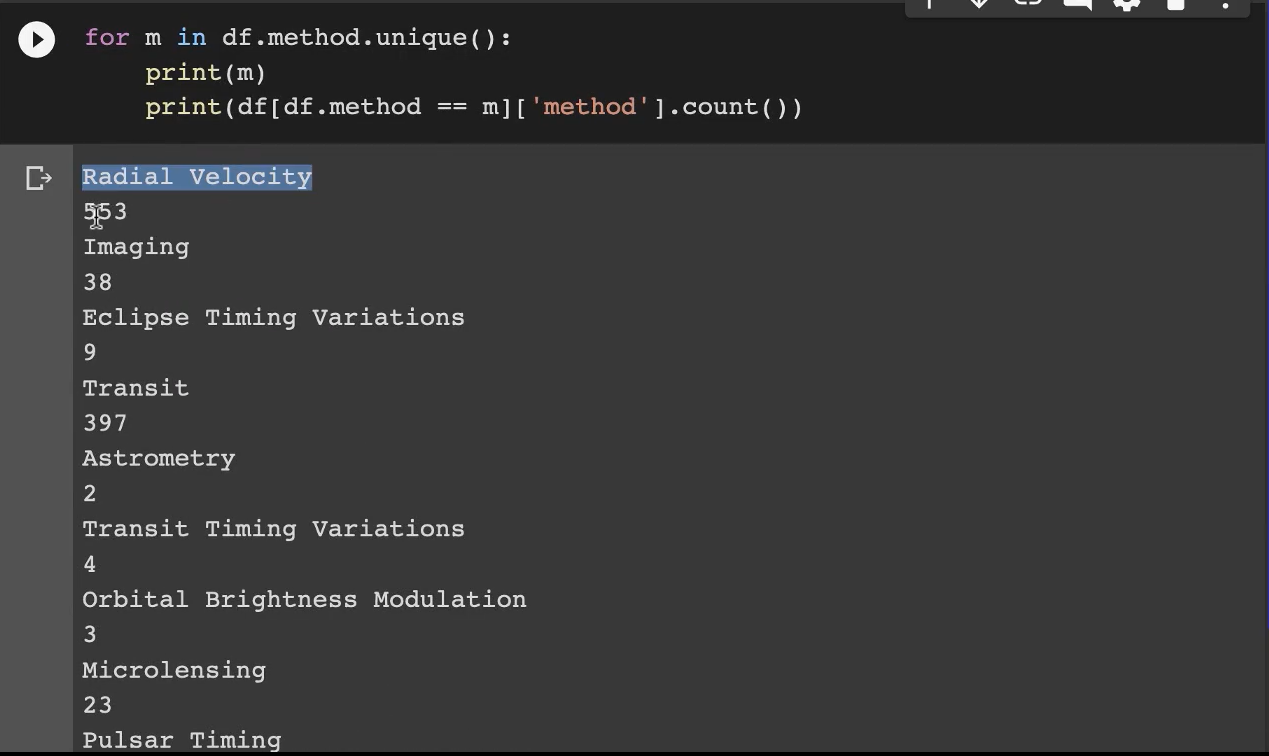 for m in df.method.unique():
    print(m)
    print(df[df.method == m]['method'].count())
Radial Velocity
553
Imaging
38
Eclipse Timing Variations
9
Transit
397
Astrometry
2
Transit Timing Variations
4
Orbital Brightness Modulation
3
Microlensing
23
Pulsar Timing